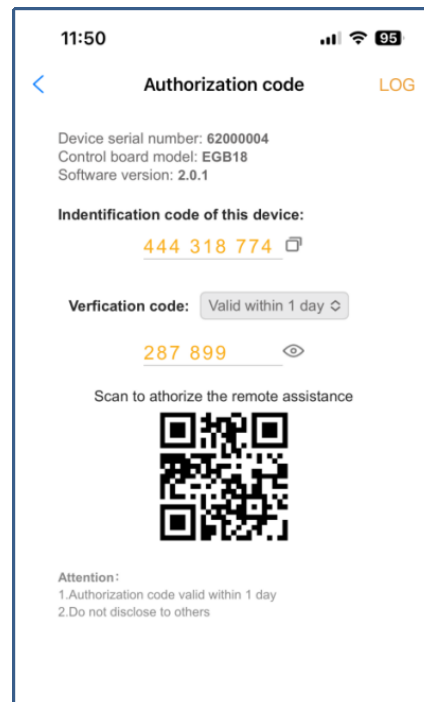 11:50
95
Authorization code
LOG
Device serial number: 62000004
Control board model: EGB18
Software version: 2.0.1
Indentification code of this device:
444 318 774
Verfication code: Valid within 1 day
287 899
Scan to athorize the remote assistance
Attention:
1.Authorization code valid within 1 day
2.Do not disclose to others